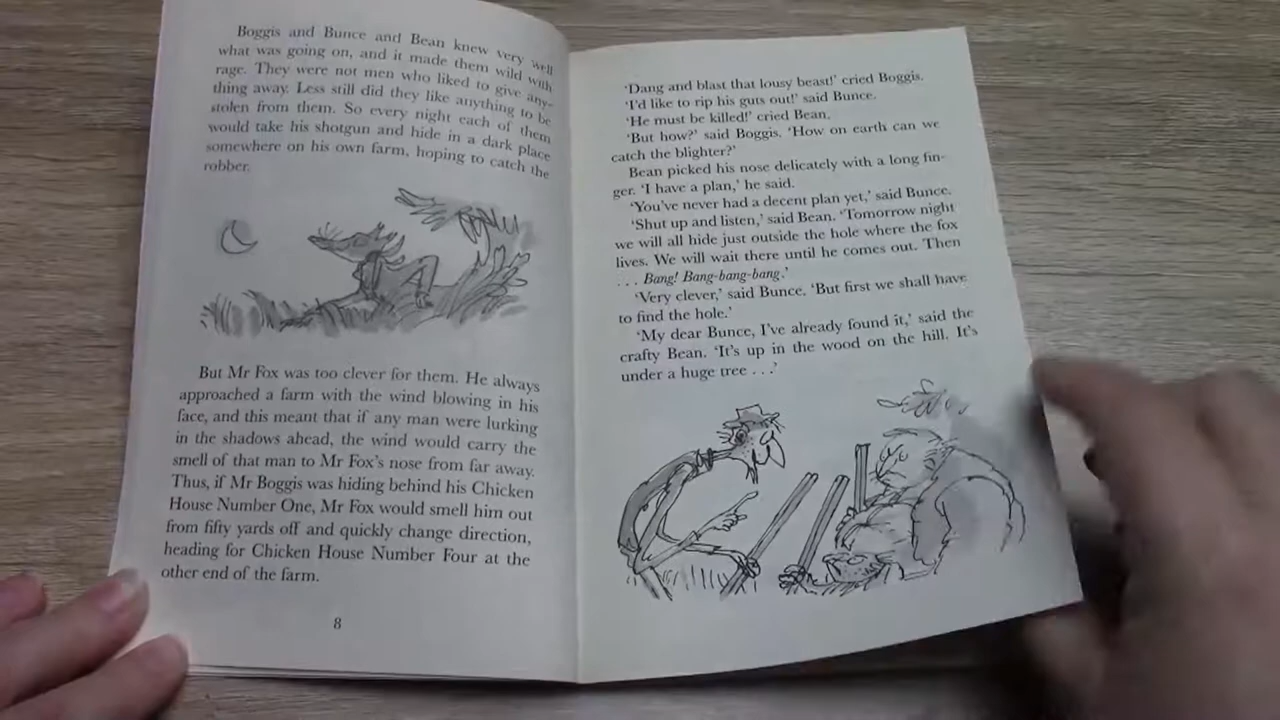 Boggis and Bunce and Bean knew very well
what was going on, and it made them wild with
rage. They were not men who liked to give any-
thing away. Less still did they like anything to be
stolen from them. So every night each of them
would take his shotgun and hide in a dark place
somewhere on his own farm, hoping to catch the
robber.
But Mr Fox was too clever for them. He always
approached a farm with the wind blowing in his
face, and this meant that if any man were lurking
in the shadows ahead, the wind would carry the
smell of that man to Mr Fox's nose from far away.
Thus, if Mr Boggis was hiding behind his Chicken
House Number One, Mr Fox would smell him out
from fifty yards off and quickly change direction,
heading for Chicken House Number Four at the
other end of the farm.
8
'Dang and blast that lousy beast!' cried Boggis.
'I'd like to rip his guts out!' said Bunce.
'He must be killed!' cried Bean.
'But how?' said Boggis. 'How on earth can we
catch the blighter?'
Bean picked his nose delicately with a long fin-
ger. 'I have a plan,' he said.
'You've never had a decent plan yet,' said Bunce.
'Shut up and listen,' said Bean. 'Tomorrow night
we will all hide just outside the hole where the fox
lives. We will wait there until he comes out. Then
. . . Bang! Bang-bang-bang.'
'Very clever,' said Bunce. 'But first we shall have
to find the hole.'
'My dear Bunce, I've already found it,' said the
crafty Bean. 'It's up in the wood on the hill. It's
under a huge tree . . .'